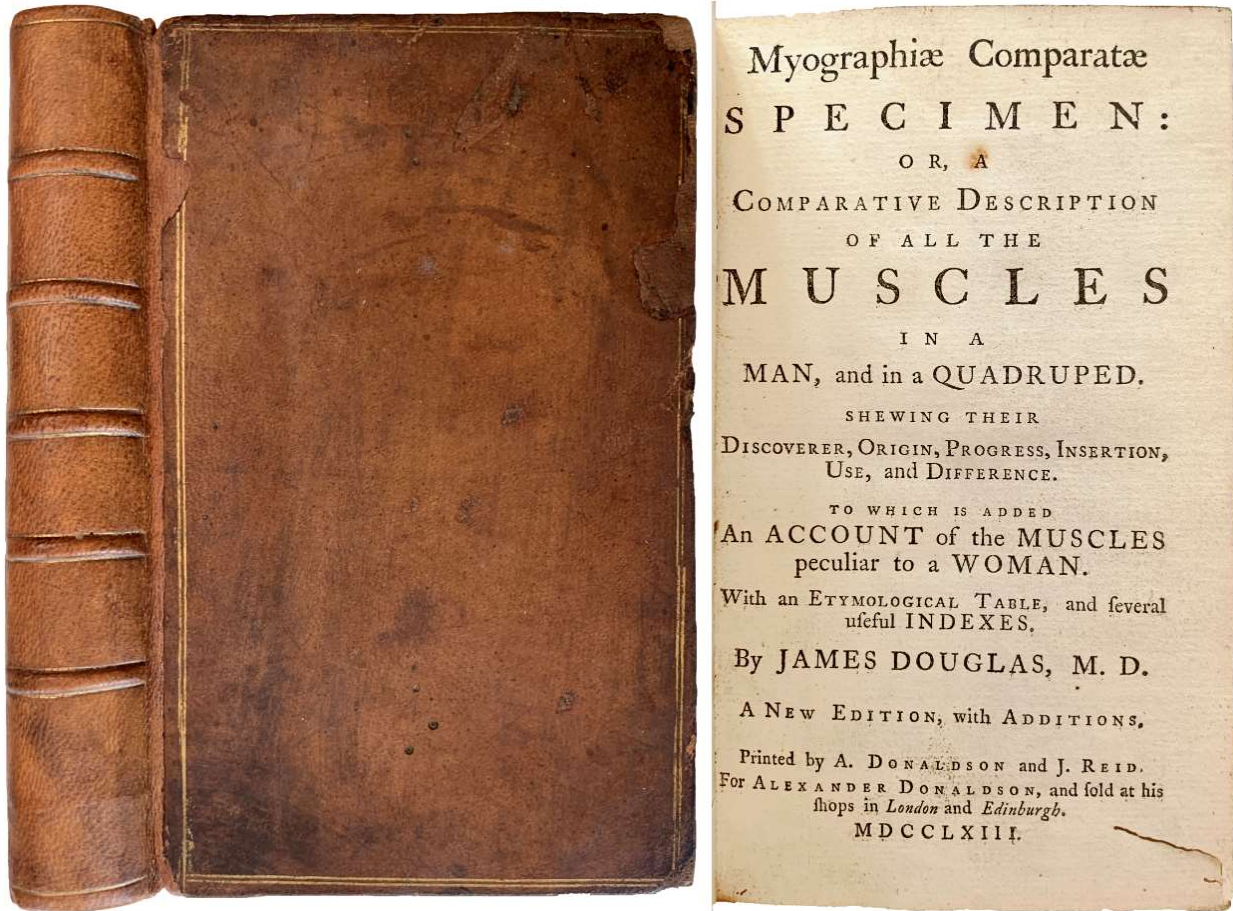 Myographiæ Comparatæ
SPECIMEN:
OR, A
COMPARATIVE DESCRIPTION
OF ALL THE
MUSCLES
IN A
MAN, and in a QUADRUPED.
SHEWING THEIR
DISCOVERER, ORIGIN, PROGRESS, INSERTION,
USE, and DIFFERENCE.
TO WHICH IS ADDED
An ACCOUNT of the MUSCLES
peculiar to a WOMAN.
With an ETYMOLOGICAL TABLE, and ſeveral
uſeful INDEXES.
By JAMES DOUGLAS, M. D.
A NEW EDITION, with ADDITIONS.
Printed by A. DONALDSON and J. REID.
For ALEXANDER DONALDSON, and ſold at his
ſhops in London and Edinburgh.
MDCCLXIII.